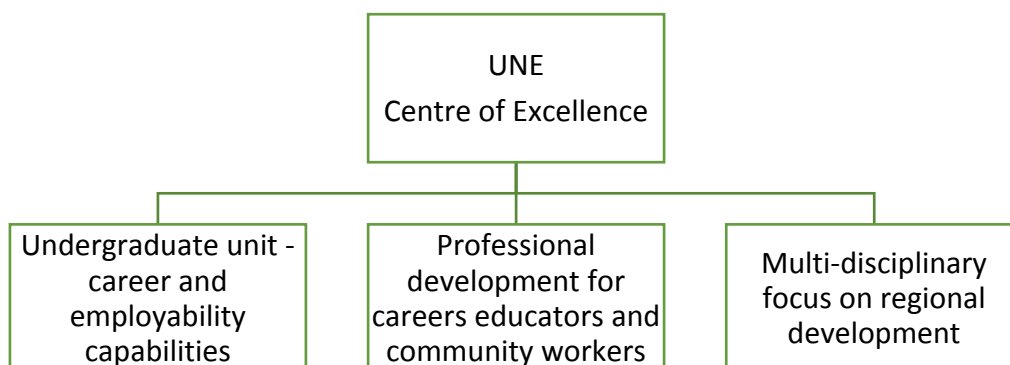 UNE
Centre of Excellence
Undergraduate unit -
career and
employability
capabilities
Professional
development for
careers educators and
community workers
Multi-disciplinary
focus on regional
development